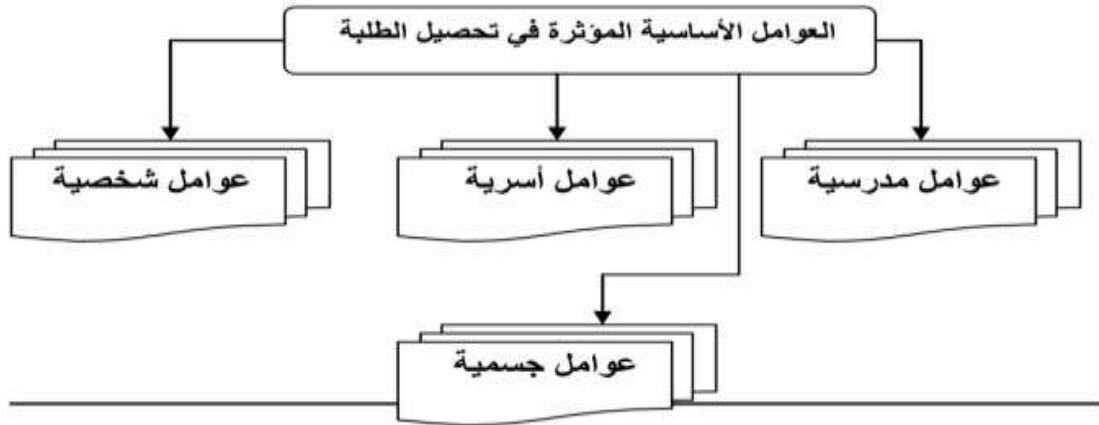 العوامل الأساسية المؤثرة في تحصيل الطلبة
عوامل مدرسية
عوامل أسرية
عوامل شخصية
عوامل جسمية